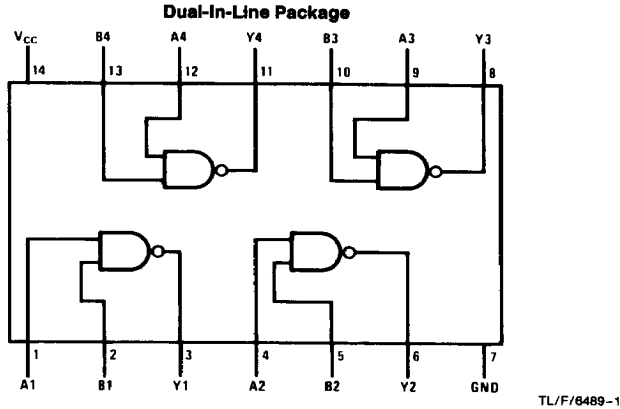 Dual-In-Line Package
VCC B4 A4 Y4 B3 A3 Y3
14 13 12 11 10 9 8
1 2 3 4 5 6 7
A1 B1 Y1 A2 B2 Y2 GND
TL/F/6489-1